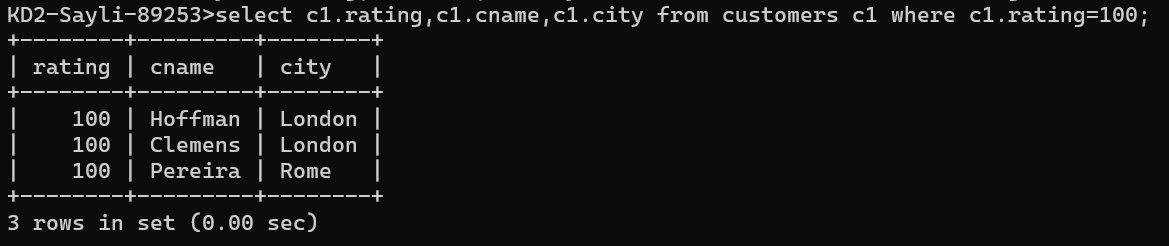 KD2-Sayli-89253>select c1.rating,c1.cname,c1.city from customers c1 where c1.rating=100;
+--------+---------+--------+
| rating | cname   | city   |
+--------+---------+--------+
|    100 | Hoffman | London |
|    100 | Clemens | London |
|    100 | Pereira | Rome   |
+--------+---------+--------+
3 rows in set (0.00 sec)